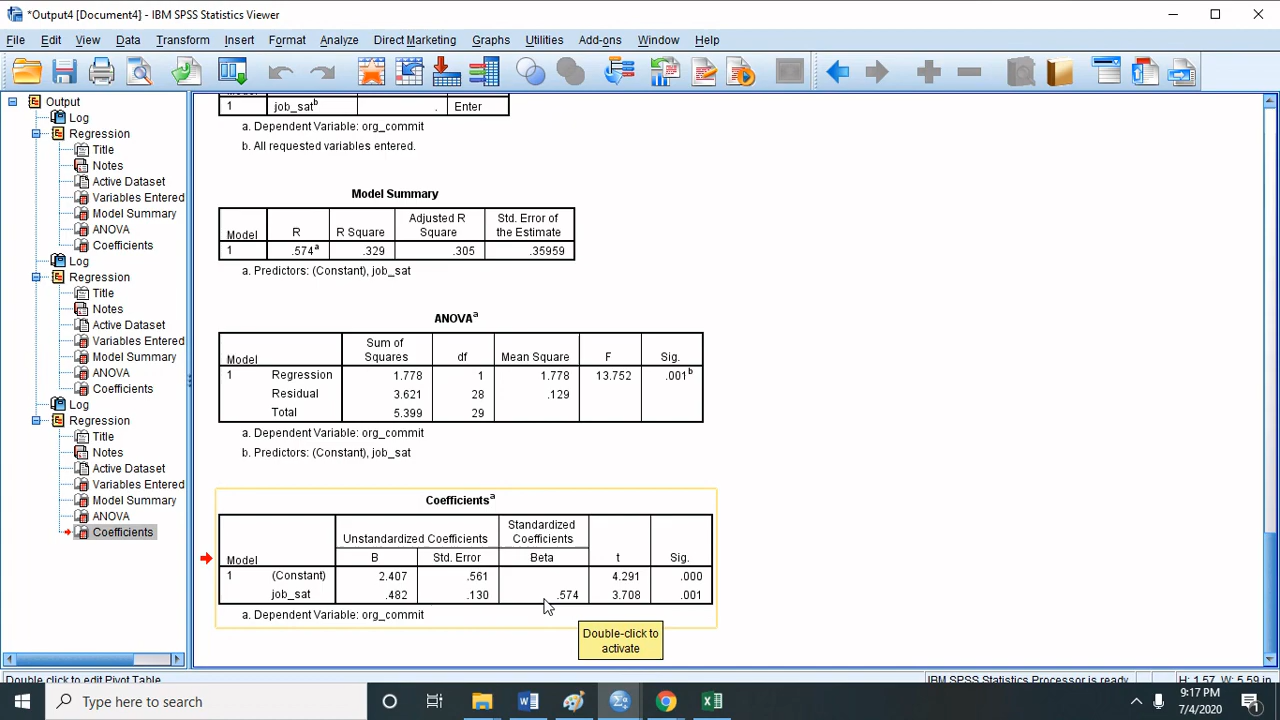 *Output4 [Document4] - IBM SPSS Statistics Viewer
File Edit View Data Transform Insert Format Analyze Direct Marketing Graphs Utilities Add-ons Window Help
Output
Log
Regression
Title
Notes
Active Dataset
Variables Entered
Model Summary
ANOVA
Coefficients
Log
Regression
Title
Notes
Active Dataset
Variables Entered
Model Summary
ANOVA
Coefficients
Log
Regression
Title
Notes
Active Dataset
Variables Entered
Model Summary
ANOVA
Coefficients
1 job_sat^b . Enter
a. Dependent Variable: org_commit
b. All requested variables entered.
Model Summary
Model R R Square Adjusted R Square Std. Error of the Estimate
1 .574^a .329 .305 .35959
a. Predictors: (Constant), job_sat
ANOVA^a
Model Sum of Squares df Mean Square F Sig.
1 Regression 1.778 1 1.778 13.752 .001^b
Residual 3.621 28 .129
Total 5.399 29
a. Dependent Variable: org_commit
b. Predictors: (Constant), job_sat
Coefficients^a
Unstandardized Coefficients Standardized Coefficients
Model B Std. Error Beta t Sig.
1 (Constant) 2.407 .561 4.291 .000
job_sat .482 .130 .574 3.708 .001
a. Dependent Variable: org_commit
Double-click to
activate
Double click to edit Pivot Table IBM SPSS Statistics Processor is ready H: 1.57, W: 5.59 in
Type here to search
9:17 PM
7/4/2020
1